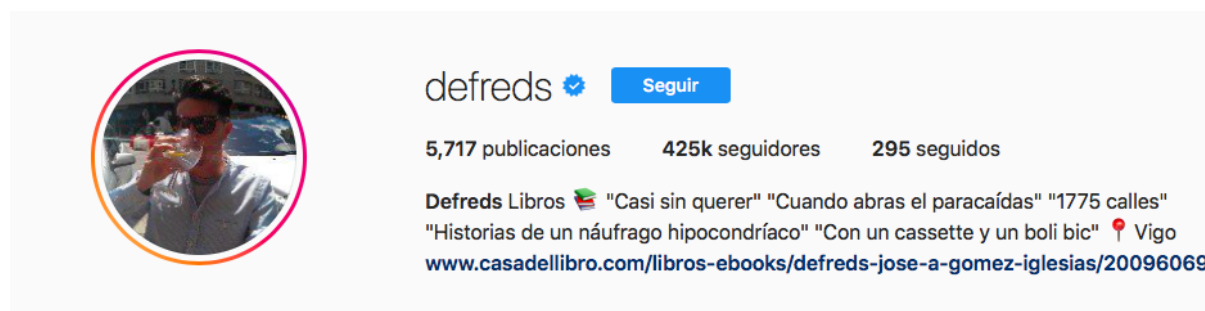 defreds Seguir
5,717 publicaciones 425k seguidores 295 seguidos
Defreds Libros 📚 "Casi sin querer" "Cuando abras el paracaídas" "1775 calles"
"Historias de un náufrago hipocondríaco" "Con un cassette y un boli bic" 📍 Vigo
www.casadellibro.com/libros-ebooks/defreds-jose-a-gomez-iglesias/20096069